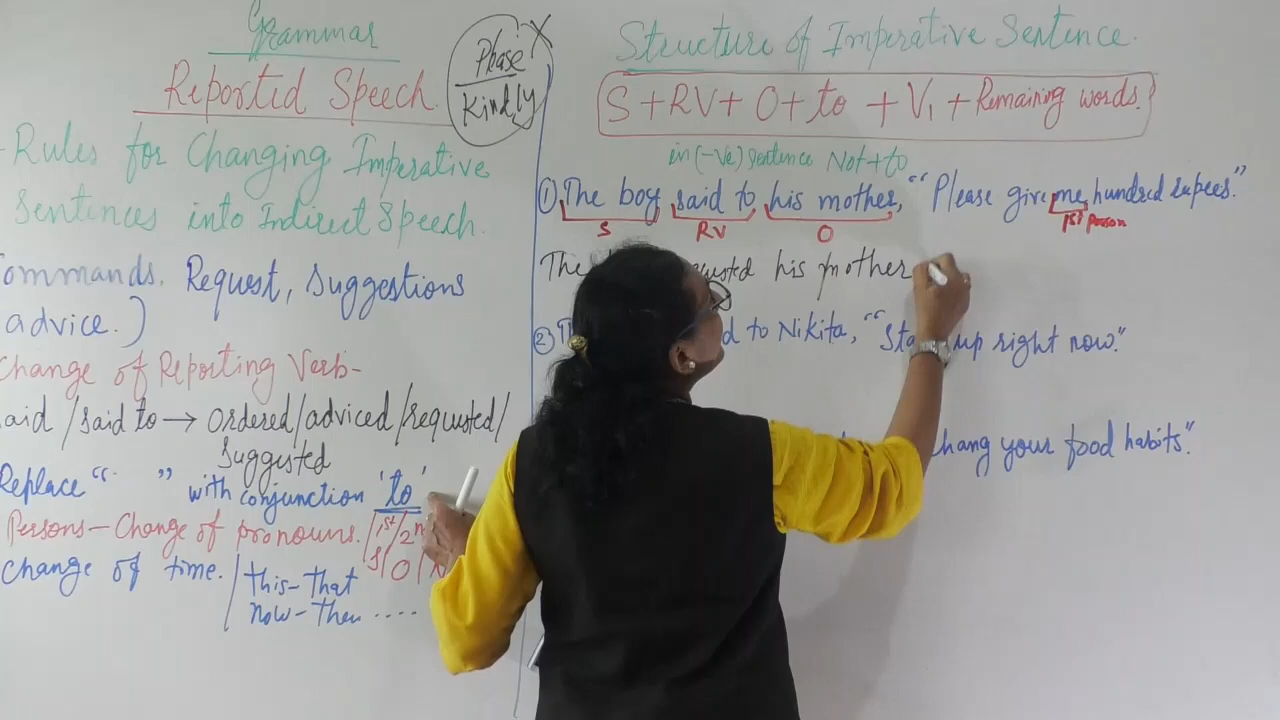 Grammar
Reported Speech.
Please X
Kindly
- Rules for Changing Imperative
Sentences into Indirect Speech.
Commands. Request, Suggestions
advice.)
Change of Reporting Verb-
said / said to → ordered/adviced/requested/
suggested
Replace “ ” with conjunction 'to'
Persons - Change of pronouns. 1st/2n
S/O/N
Change of time. / this - that
now - then ....
Structure of Imperative Sentence.
S + RV + O + to + V1 + Remaining words.
in (-ve) sentence Not + to
① The boy said to his mother, “Please give me hundred rupees.”
S RV O 1st person
The requested his mother
② to Nikita, “Stand up right now.”
chang your food habits”.